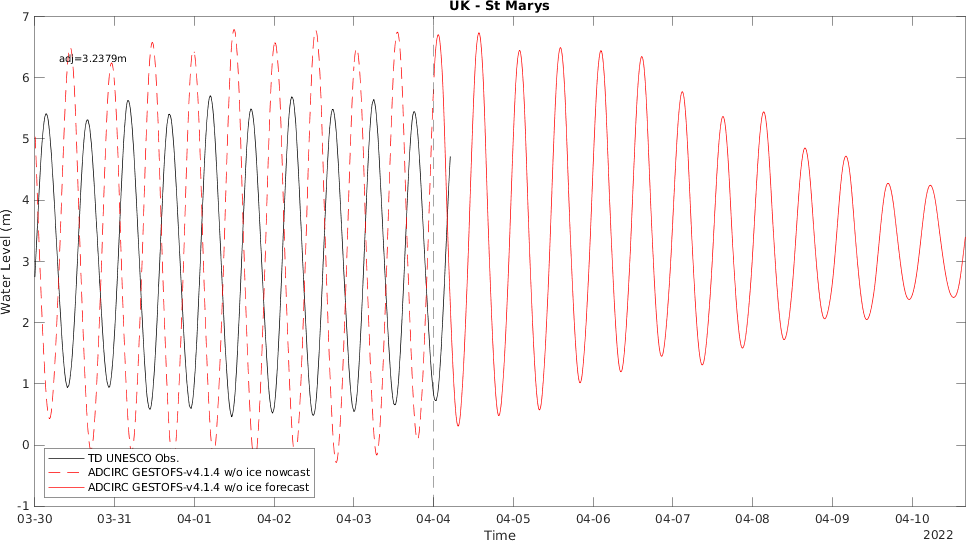 UK - St Marys
adj=3.2379m
Water Level (m)
7
6
5
4
3
2
1
0
-1
TD UNESCO Obs.
ADCIRC GESTOFS-v4.1.4 w/o ice nowcast
ADCIRC GESTOFS-v4.1.4 w/o ice forecast
03-30 03-31 04-01 04-02 04-03 04-04 04-05 04-06 04-07 04-08 04-09 04-10
Time
2022